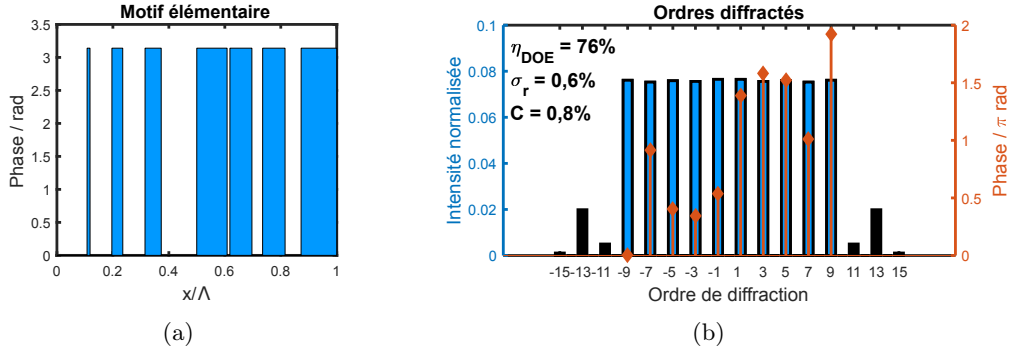 Motif élémentaire
3.5
3
2.5
2
1.5
1
0.5
0
Phase / rad
0 0.2 0.4 0.6 0.8 1
x/Λ
(a)
Ordres diffractés
0.1
0.08
0.06
0.04
0.02
0
Intensité normalisée
η_DOE = 76%
σ_r = 0,6%
C = 0,8%
2
1.5
1
0.5
0
Phase / π rad
-15 -13 -11 -9 -7 -5 -3 -1 1 3 5 7 9 11 13 15
Ordre de diffraction
(b)